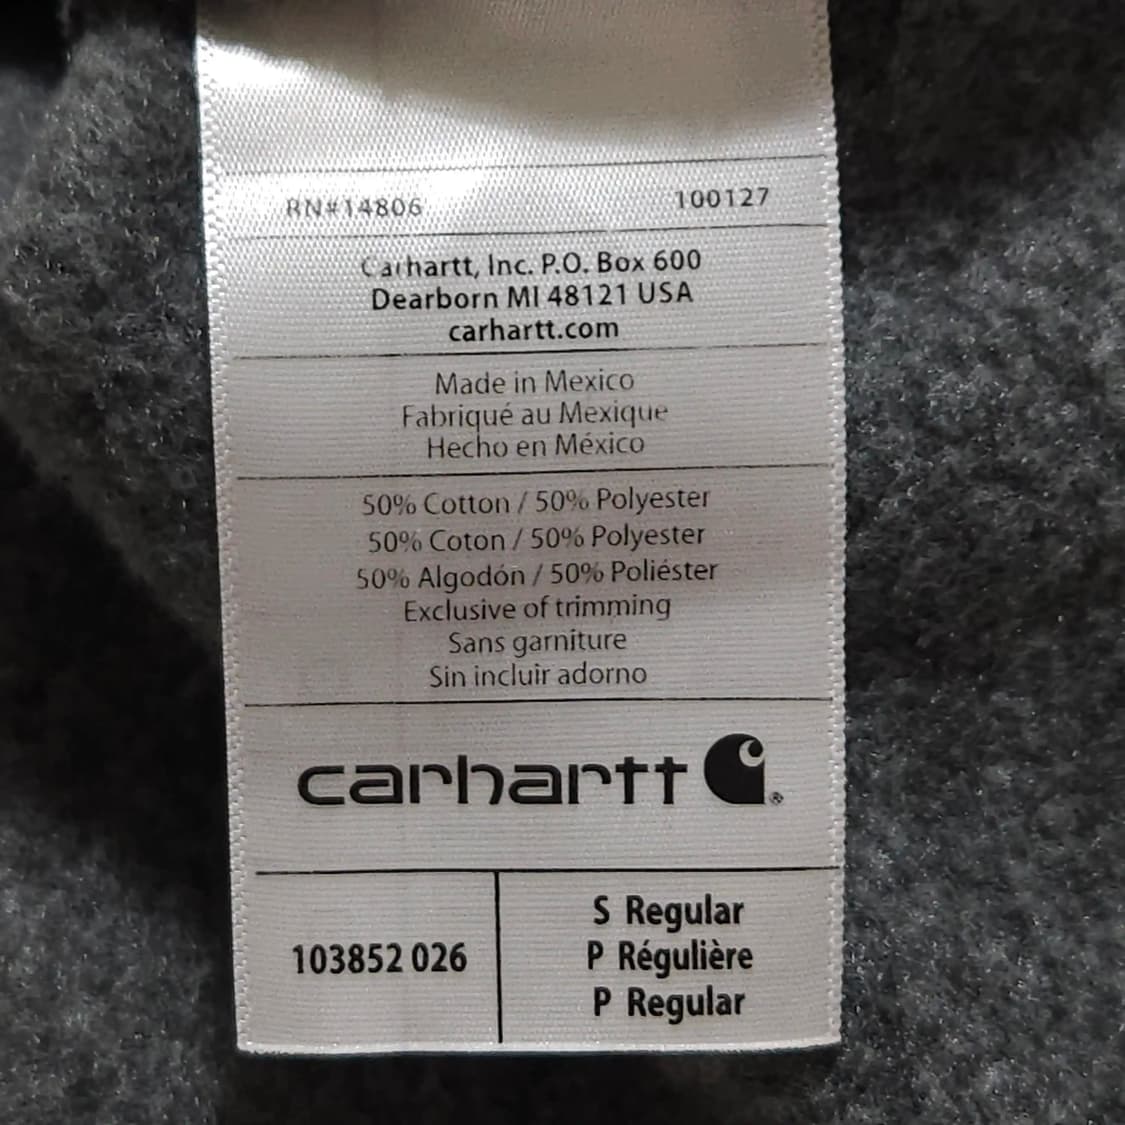 RN#14806 100127
Carhartt, Inc. P.O. Box 600
Dearborn MI 48121 USA
carhartt.com
Made in Mexico
Fabriqué au Mexique
Hecho en México
50% Cotton / 50% Polyester
50% Coton / 50% Polyester
50% Algodón / 50% Poliéster
Exclusive of trimming
Sans garniture
Sin incluir adorno
carhartt ®
103852 026
S Regular
P Régulière
P Regular